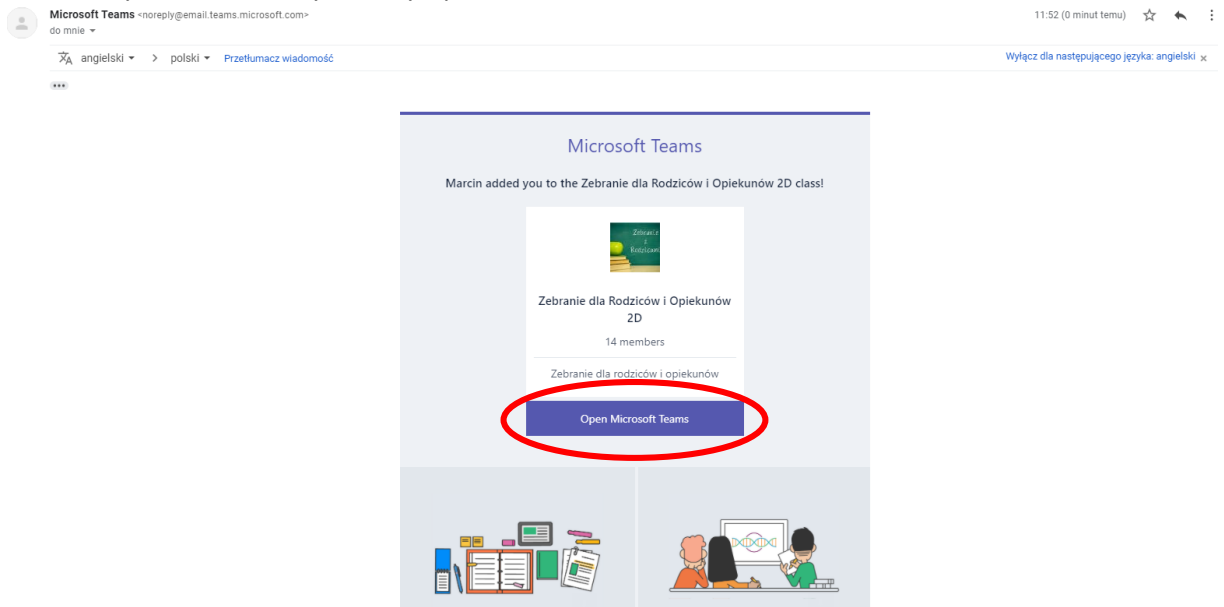 Microsoft Teams <noreply@email.teams.microsoft.com>
11:52 (0 minut temu)
do mnie
angielski > polski Przetłumacz wiadomość
Wyłącz dla następującego języka: angielski x
Microsoft Teams
Marcin added you to the Zebranie dla Rodziców i Opiekunów 2D class!
Zebranie
z
Rodzicami
Zebranie dla Rodziców i Opiekunów
2D
14 members
Zebranie dla rodziców i opiekunów
Open Microsoft Teams